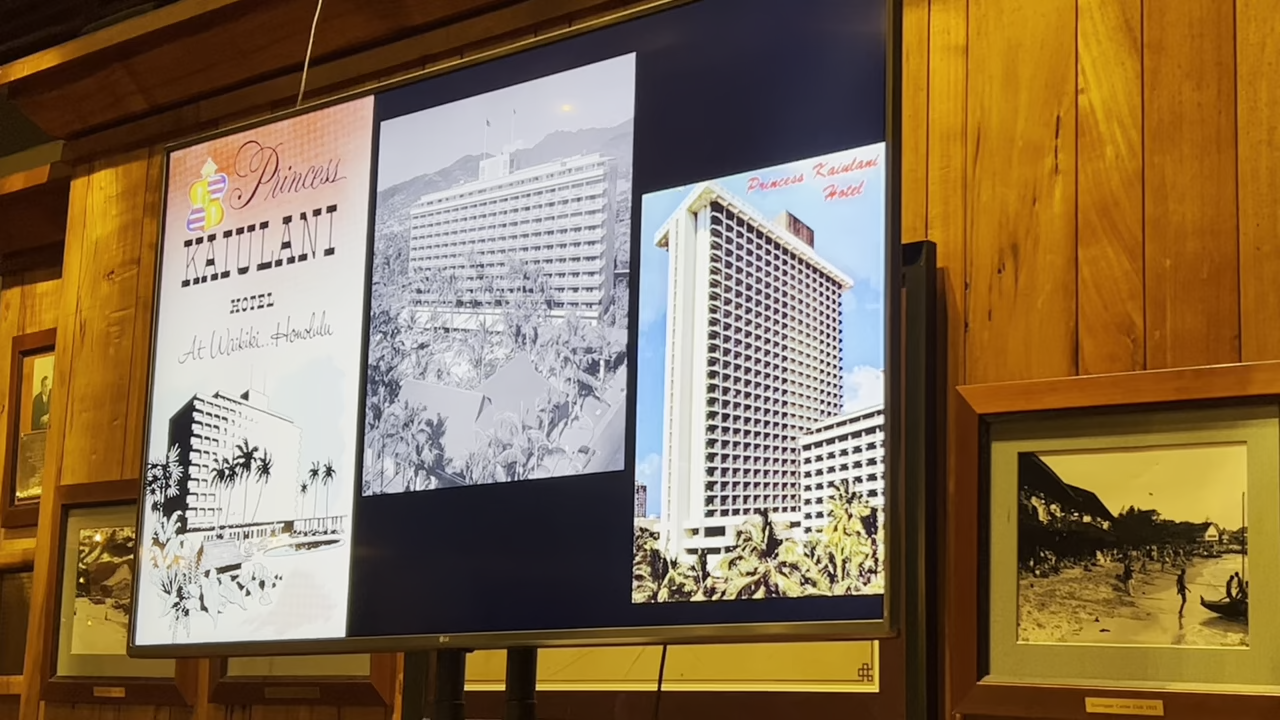 Princess
KAIULANI
HOTEL
At Waikiki...Honolulu
Princess Kaiulani
Hotel
LG